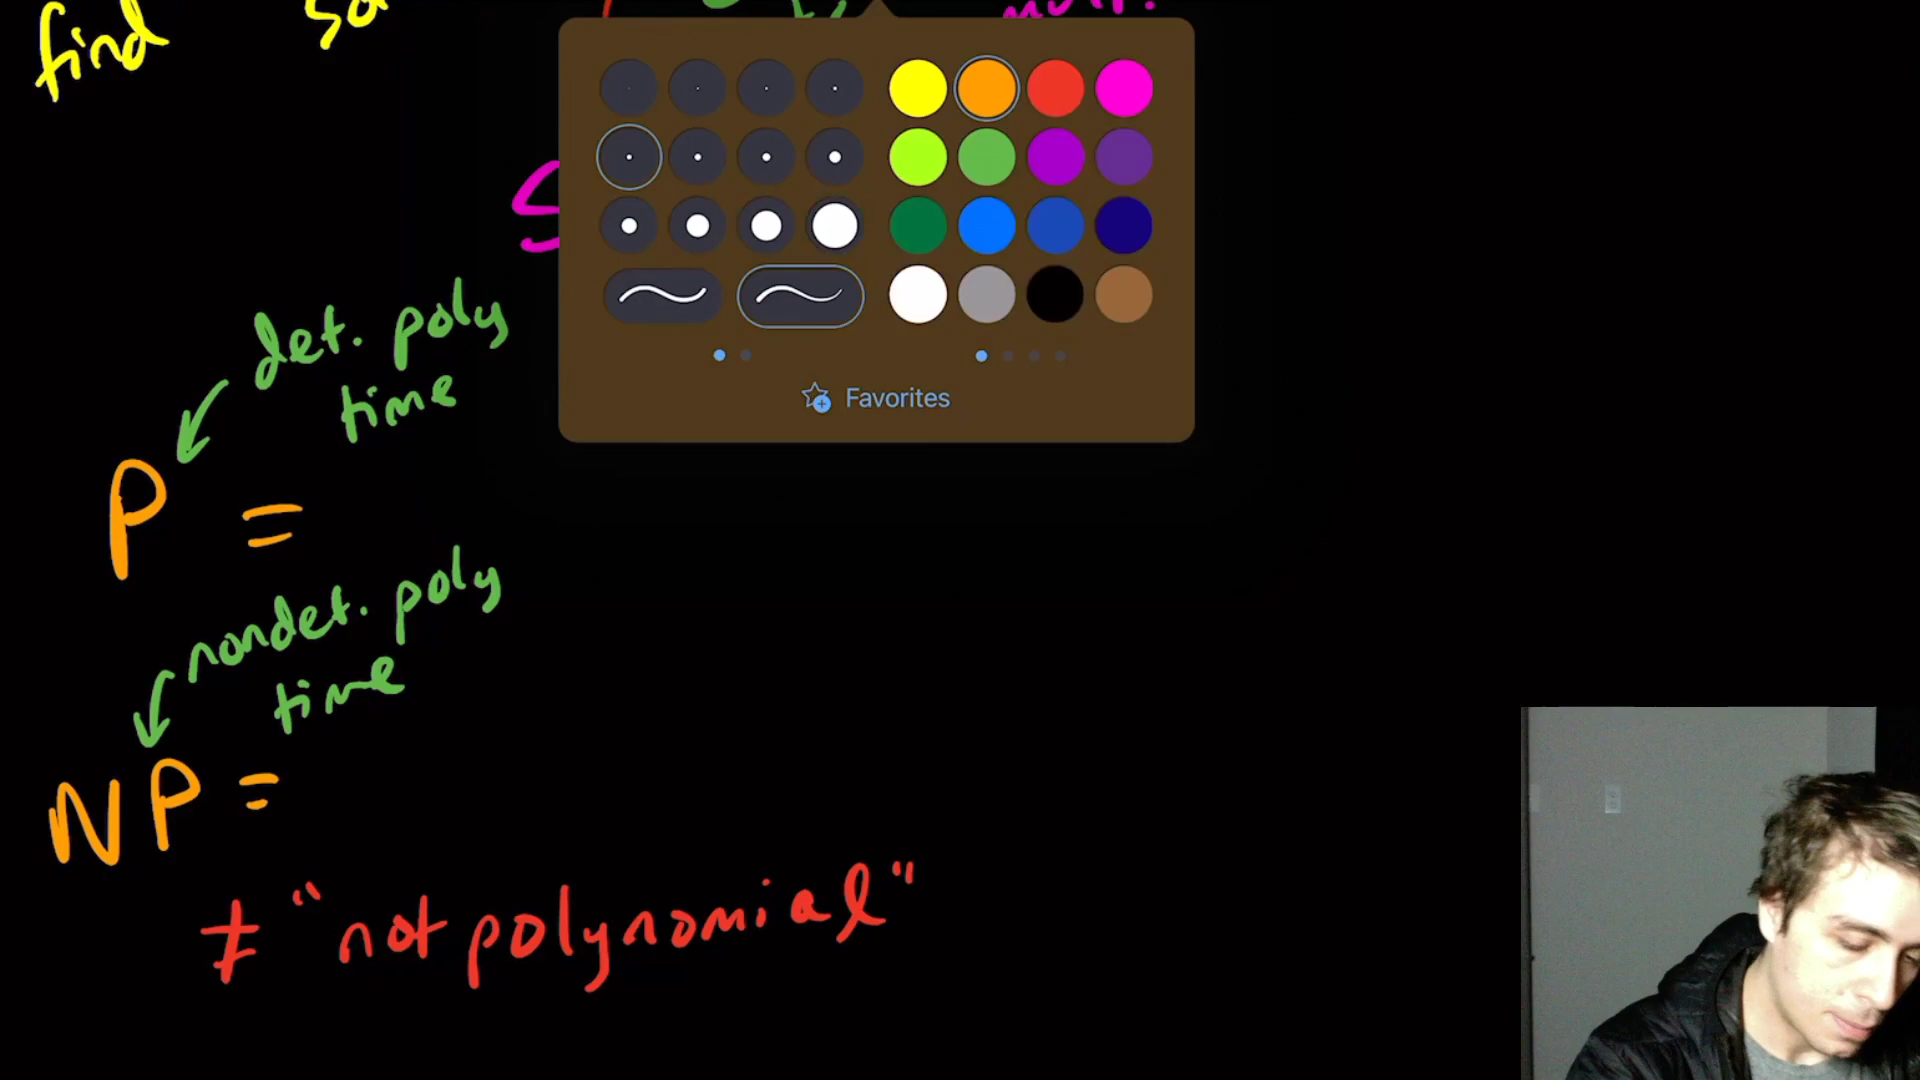 find
det. poly
time
Favorites
P =
nondet. poly
time
NP =
≠ "not polynomial"